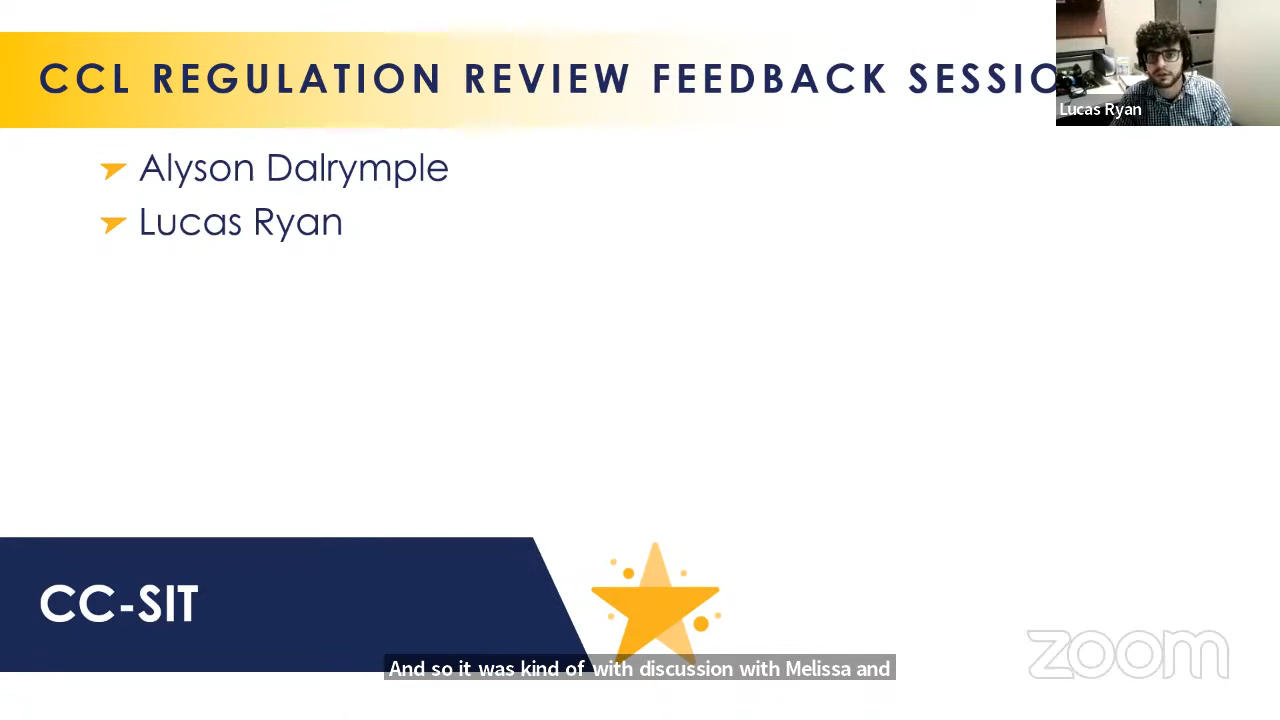 CCL REGULATION REVIEW FEEDBACK SESSIO
Lucas Ryan
Alyson Dalrymple
Lucas Ryan
CC-SIT
And so it was kind of with discussion with Melissa and
zoom